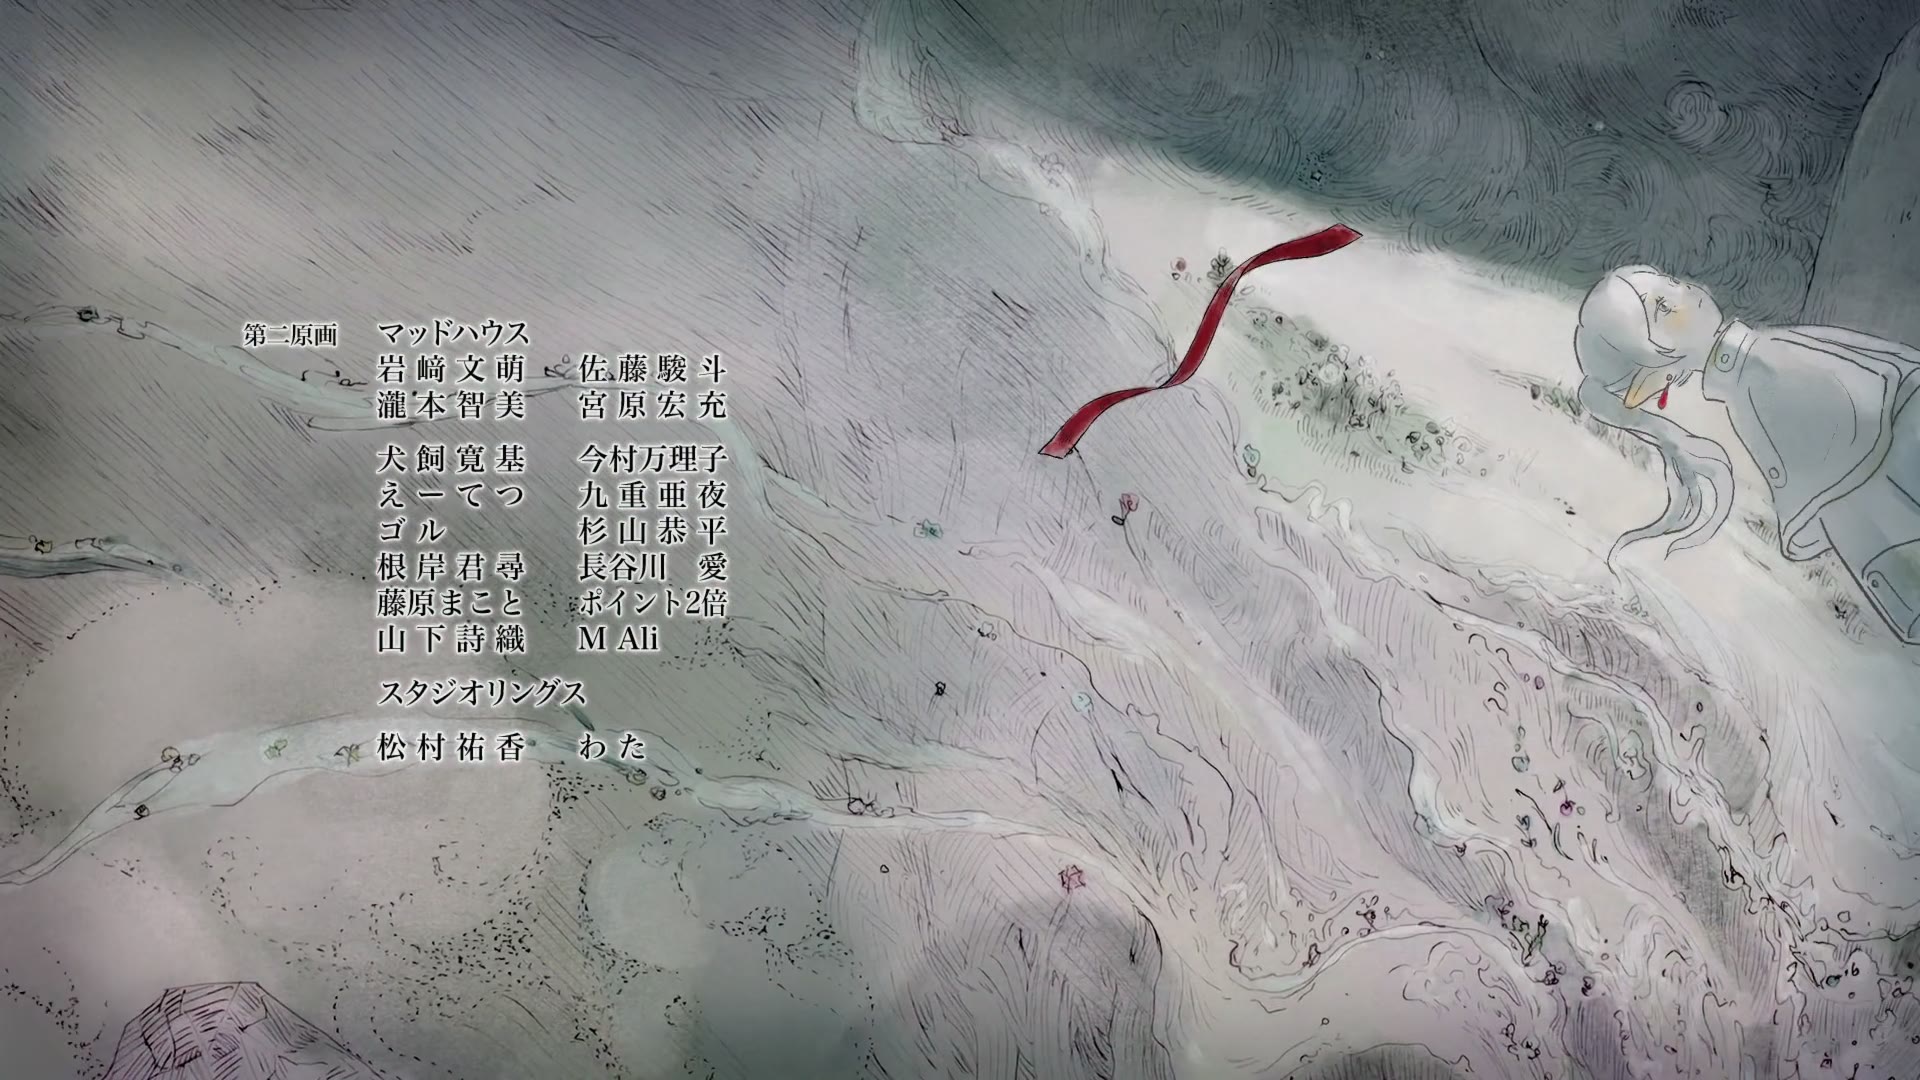 第二原画 マッドハウス
岩﨑文萌 佐藤駿斗
瀧本智美 宮原宏充
犬飼寛基 今村万理子
えーてつ 九重亜夜
ゴル 杉山恭平
根岸君尋 長谷川 愛
藤原まこと ポイント2倍
山下詩織 M Ali
スタジオリングス
松村祐香 わた